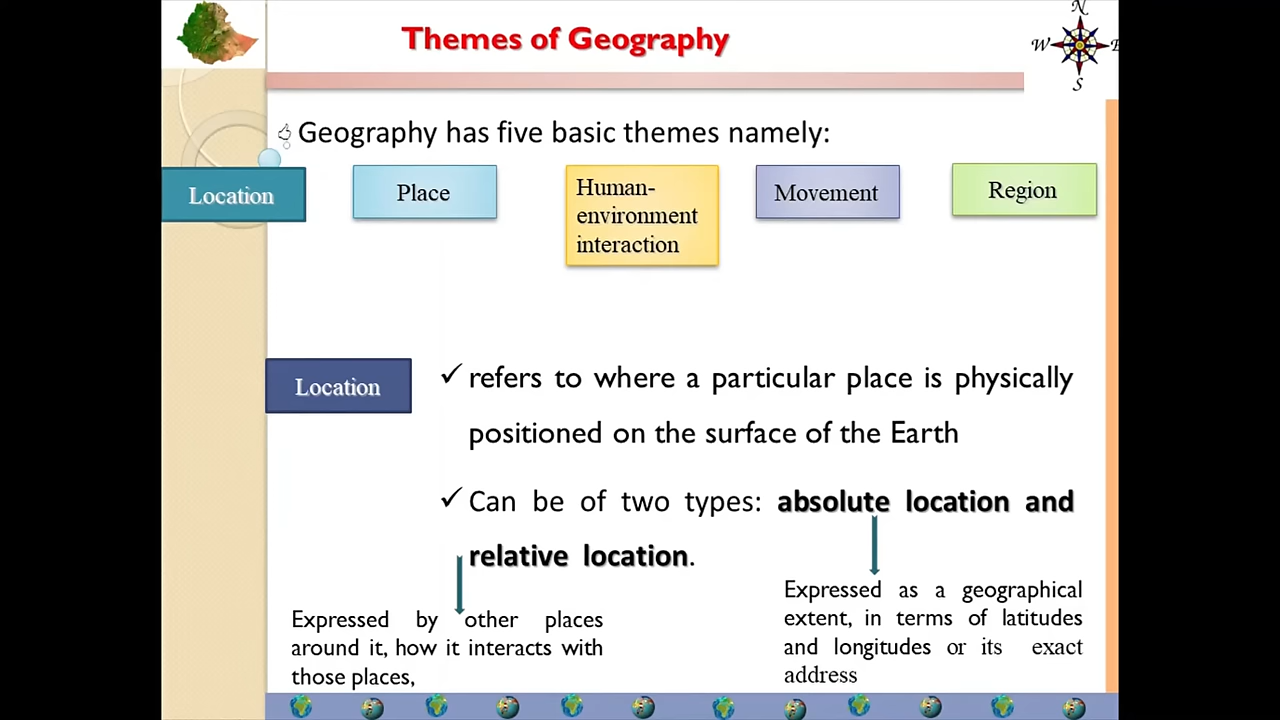 Themes of Geography
N
W
E
S
Geography has five basic themes namely:
Location
Place
Human-
environment
interaction
Movement
Region
Location
refers to where a particular place is physically
positioned on the surface of the Earth
Can be of two types: absolute location and
relative location.
Expressed by other places
around it, how it interacts with
those places,
Expressed as a geographical
extent, in terms of latitudes
and longitudes or its exact
address